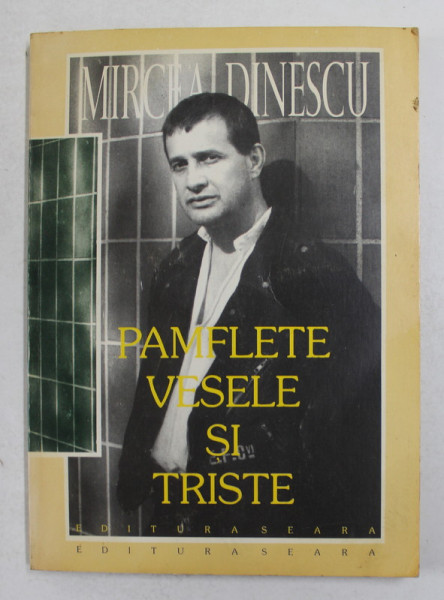 MIRCEA DINESCU
PAMFLETE
VESELE
SI
TRISTE
EDITURA SEARA
EDITURA SEARA